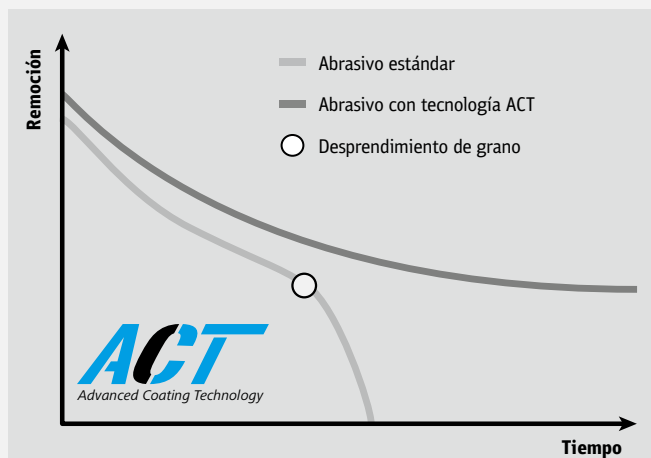 Remoción
Abrasivo estándar
Abrasivo con tecnología ACT
Desprendimiento de grano
ACT
Advanced Coating Technology
Tiempo